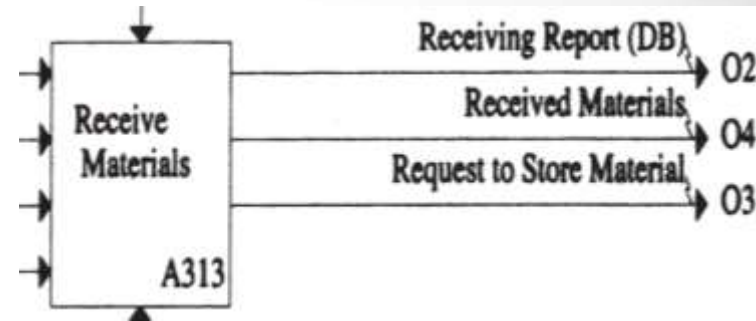 Receiving Report (DB)
O2
Received Materials
O4
Request to Store Material
O3
Receive
Materials
A313